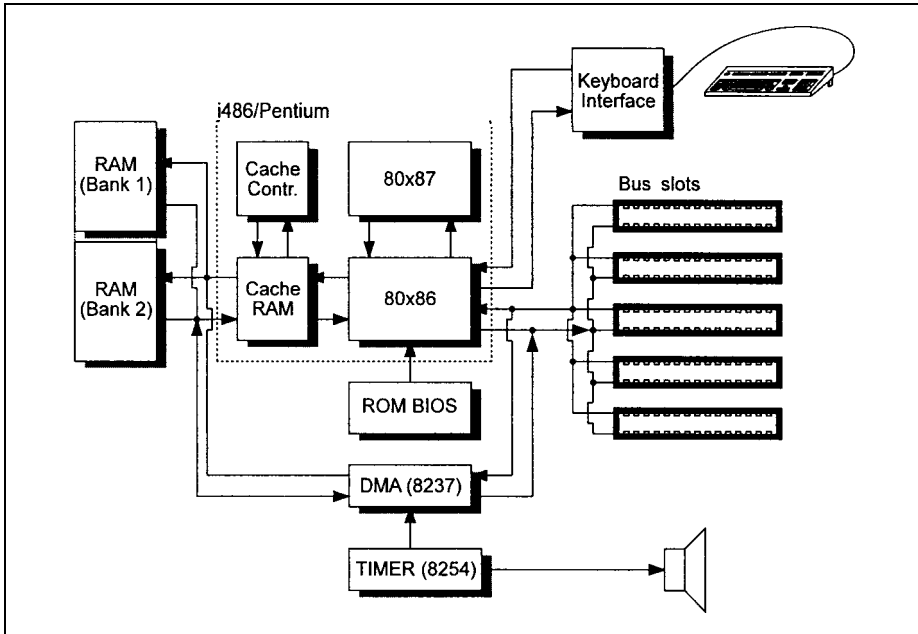 Keyboard
Interface
i486/Pentium
RAM
(Bank 1)
Cache
Contr.
80x87
Bus slots
RAM
(Bank 2)
Cache
RAM
80x86
ROM BIOS
DMA (8237)
TIMER (8254)